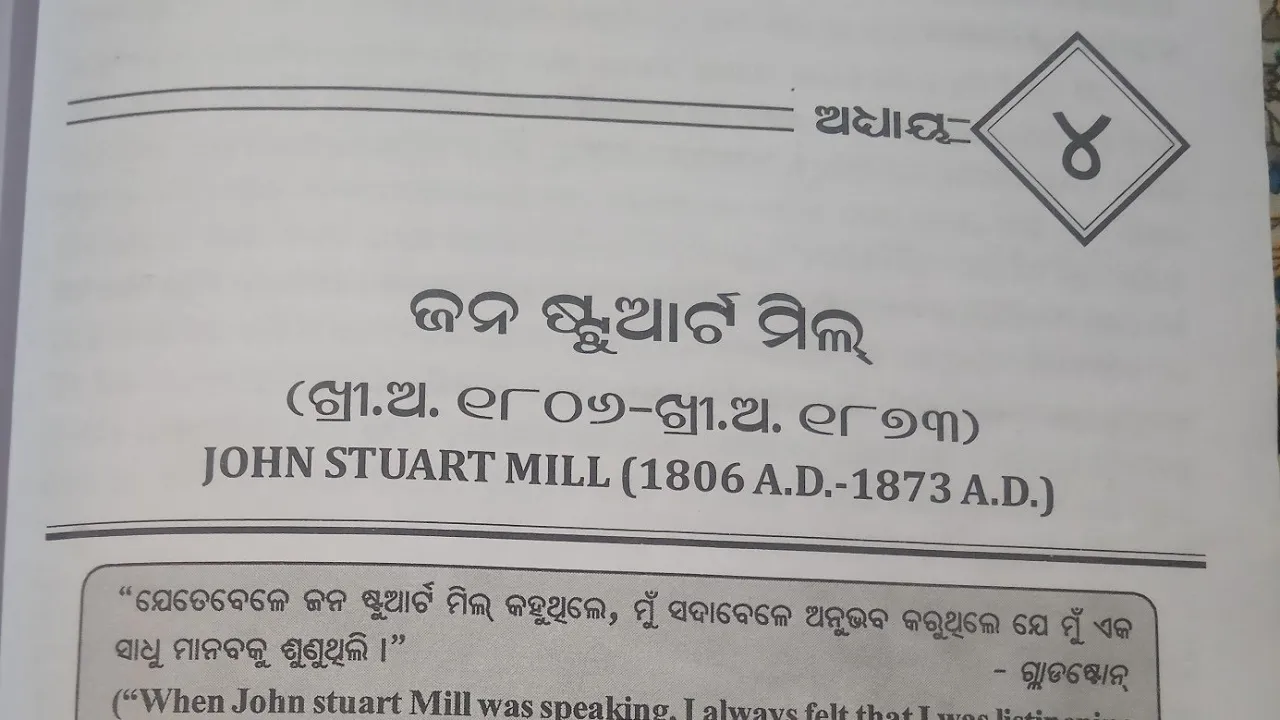 ଅଧ୍ୟାୟ-
୪
ଜନ ଷ୍ଟୁଆର୍ଟ ମିଲ୍
(ଖ୍ରୀ.ଅ. ୧୮୦୬-ଖ୍ରୀ.ଅ. ୧୮୭୩)
JOHN STUART MILL (1806 A.D.-1873 A.D.)
“ଯେତେବେଳେ ଜନ ଷ୍ଟୁଆର୍ଟ ମିଲ୍ କହୁଥିଲେ, ମୁଁ ସଦାବେଳେ ଅନୁଭବ କରୁଥିଲେ ଯେ ମୁଁ ଏକ
ସାଧୁ ମାନବକୁ ଶୁଣୁଥିଲି ।”
- ଗ୍ଲାଡଷ୍ଟୋନ୍
(“When John stuart Mill was speaking, I always felt that I was